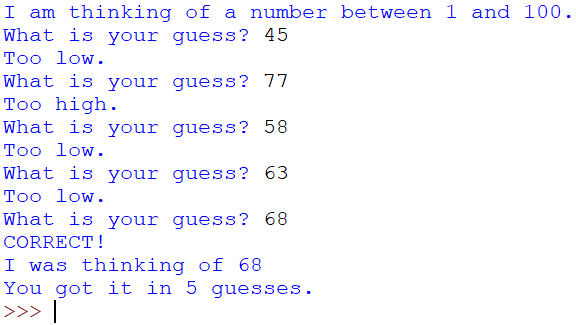 I am thinking of a number between 1 and 100.
What is your guess? 45
Too low.
What is your guess? 77
Too high.
What is your guess? 58
Too low.
What is your guess? 63
Too low.
What is your guess? 68
CORRECT!
I was thinking of 68
You got it in 5 guesses.
>>>